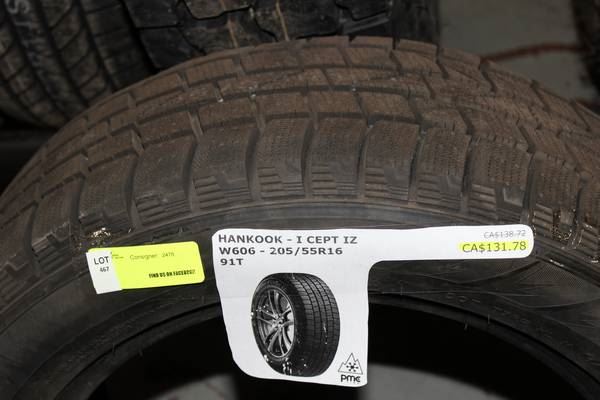 HANKOOK - I CEPT IZ
W606 - 205/55R16
91T
CA$138.72
CA$131.78
LOT
467
Consigner: 2478
FIND US ON FACEBOOK!
pmc